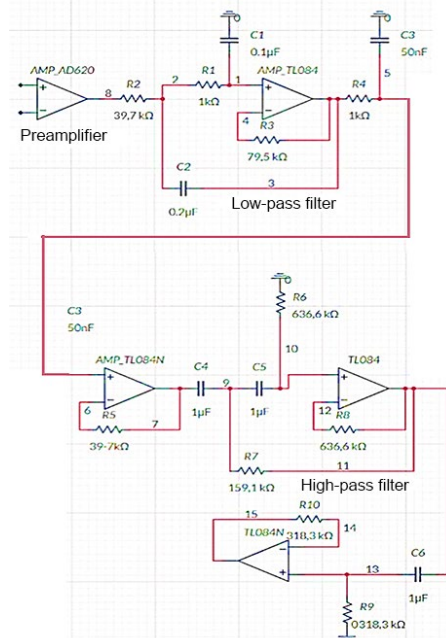 0
0
C1
0.1µF
C3
50nF
AMP_AD620
R2
2
R1
1
AMP_TL084
R4
5
8
39,7 kΩ
1kΩ
4
R3
1kΩ
Preamplifier
79,5 kΩ
C2
3
0.2µF
Low-pass filter
0
R6
636,6 kΩ
C3
50nF
10
AMP_TL084N
C4
9
C5
TL084
6
R5
7
1µF
1µF
12
R8
39-7kΩ
636,6 kΩ
R7
11
159,1 kΩ
High-pass filter
15
R10
14
TL084N
318,3 kΩ
13
C6
1µF
R9
0318,3 kΩ